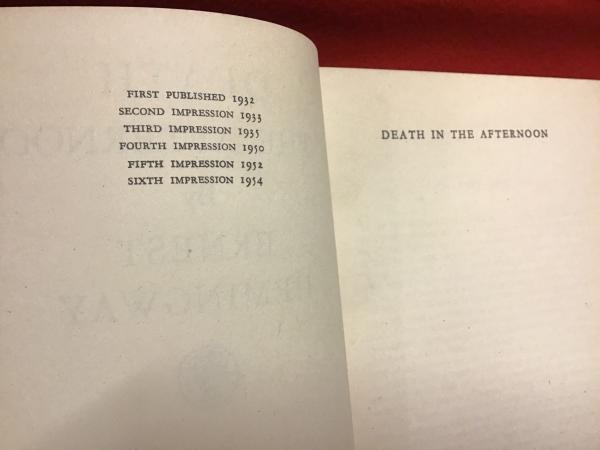 FIRST PUBLISHED 1932
SECOND IMPRESSION 1933
THIRD IMPRESSION 1935
FOURTH IMPRESSION 1950
FIFTH IMPRESSION 1952
SIXTH IMPRESSION 1954
DEATH IN THE AFTERNOON